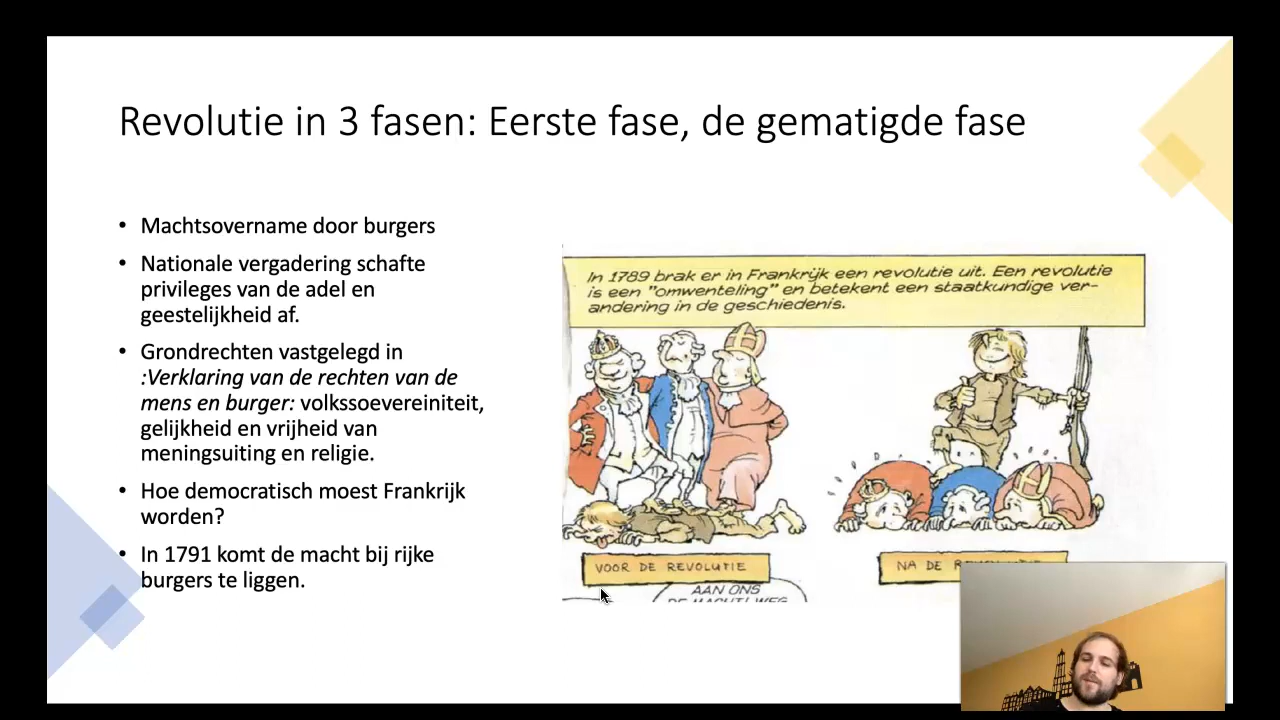 Revolutie in 3 fasen: Eerste fase, de gematigde fase
• Machtsovername door burgers
• Nationale vergadering schafte
privileges van de adel en
geestelijkheid af.
• Grondrechten vastgelegd in
:Verklaring van de rechten van de
mens en burger: volkssoevereiniteit,
gelijkheid en vrijheid van
meningsuiting en religie.
• Hoe democratisch moest Frankrijk
worden?
• In 1791 komt de macht bij rijke
burgers te liggen.
In 1789 brak er in Frankrijk een revolutie uit. Een revolutie
is een "omwenteling" en betekent een staatkundige ver-
andering in de geschiedenis.
VOOR DE REVOLUTIE
NA DE
AAN ONS